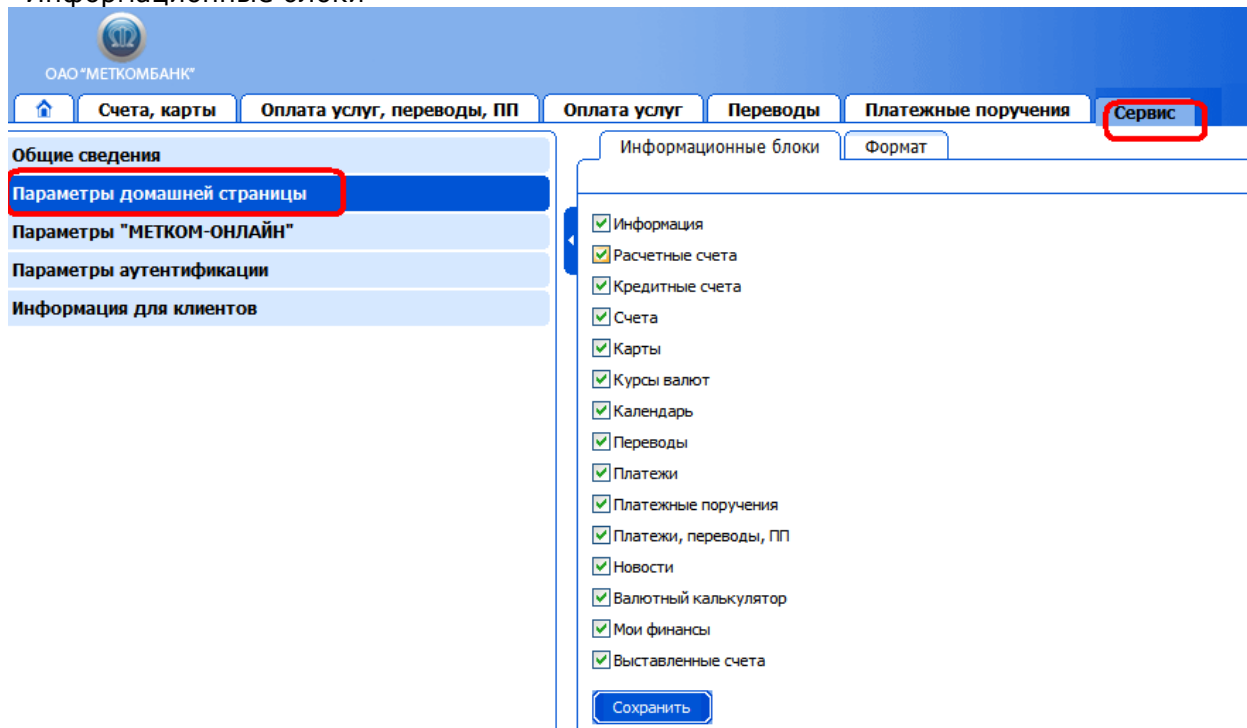 Информационные блоки
ОАО "МЕТКОМБАНК"
Счета, карты Оплата услуг, переводы, ПП Оплата услуг Переводы Платежные поручения Сервис
Общие сведения
Параметры домашней страницы
Параметры "МЕТКОМ-ОНЛАЙН"
Параметры аутентификации
Информация для клиентов
Информационные блоки Формат
Информация
Расчетные счета
Кредитные счета
Счета
Карты
Курсы валют
Календарь
Переводы
Платежи
Платежные поручения
Платежи, переводы, ПП
Новости
Валютный калькулятор
Мои финансы
Выставленные счета
Сохранить